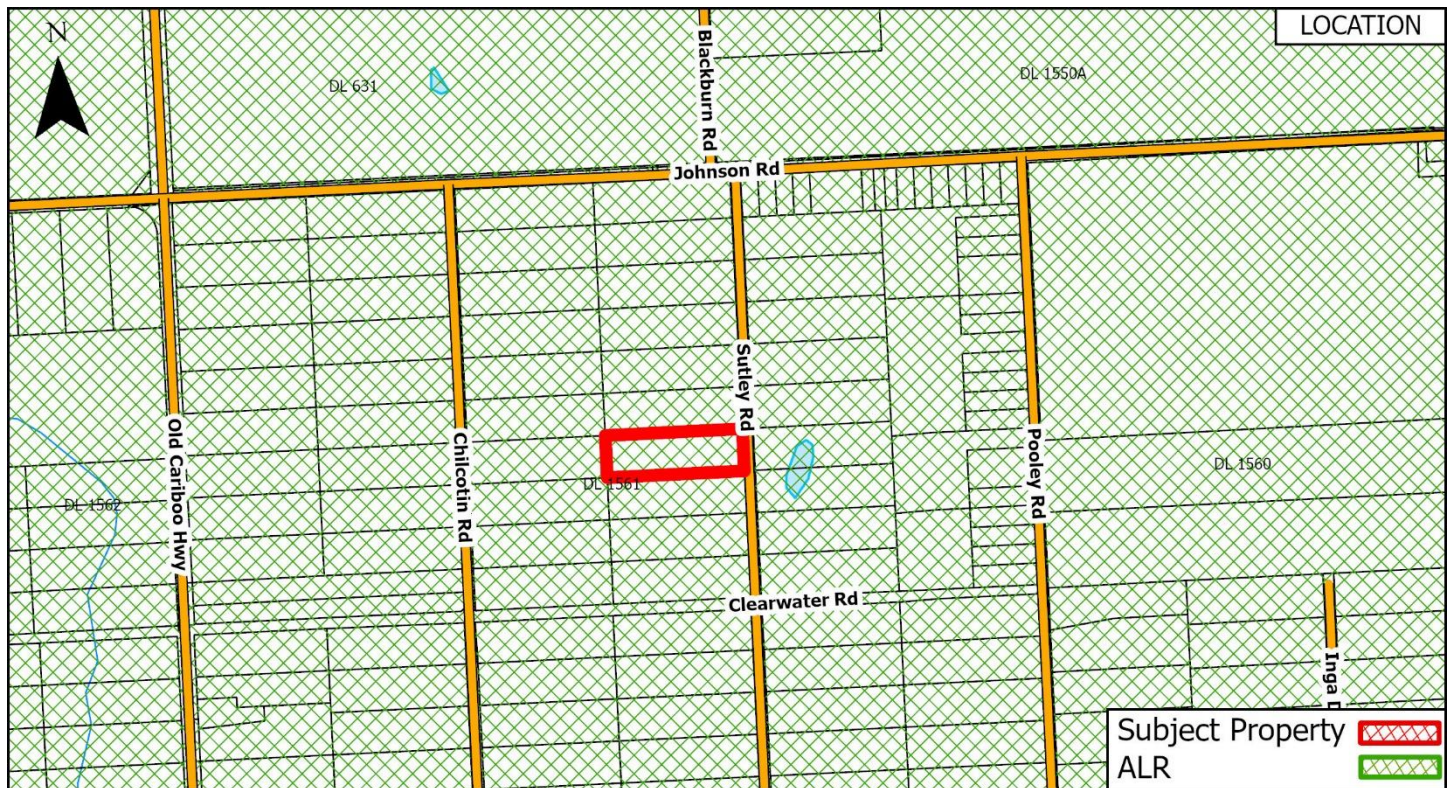 LOCATION
N
DL 631
Blackburn Rd
DL 1550A
Johnson Rd
Sutley Rd
Old Cariboo Hwy
Chilcotin Rd
Pooley Rd
DL 1560
DL 1561
DL 1562
Clearwater Rd
Inga D
Subject Property
ALR